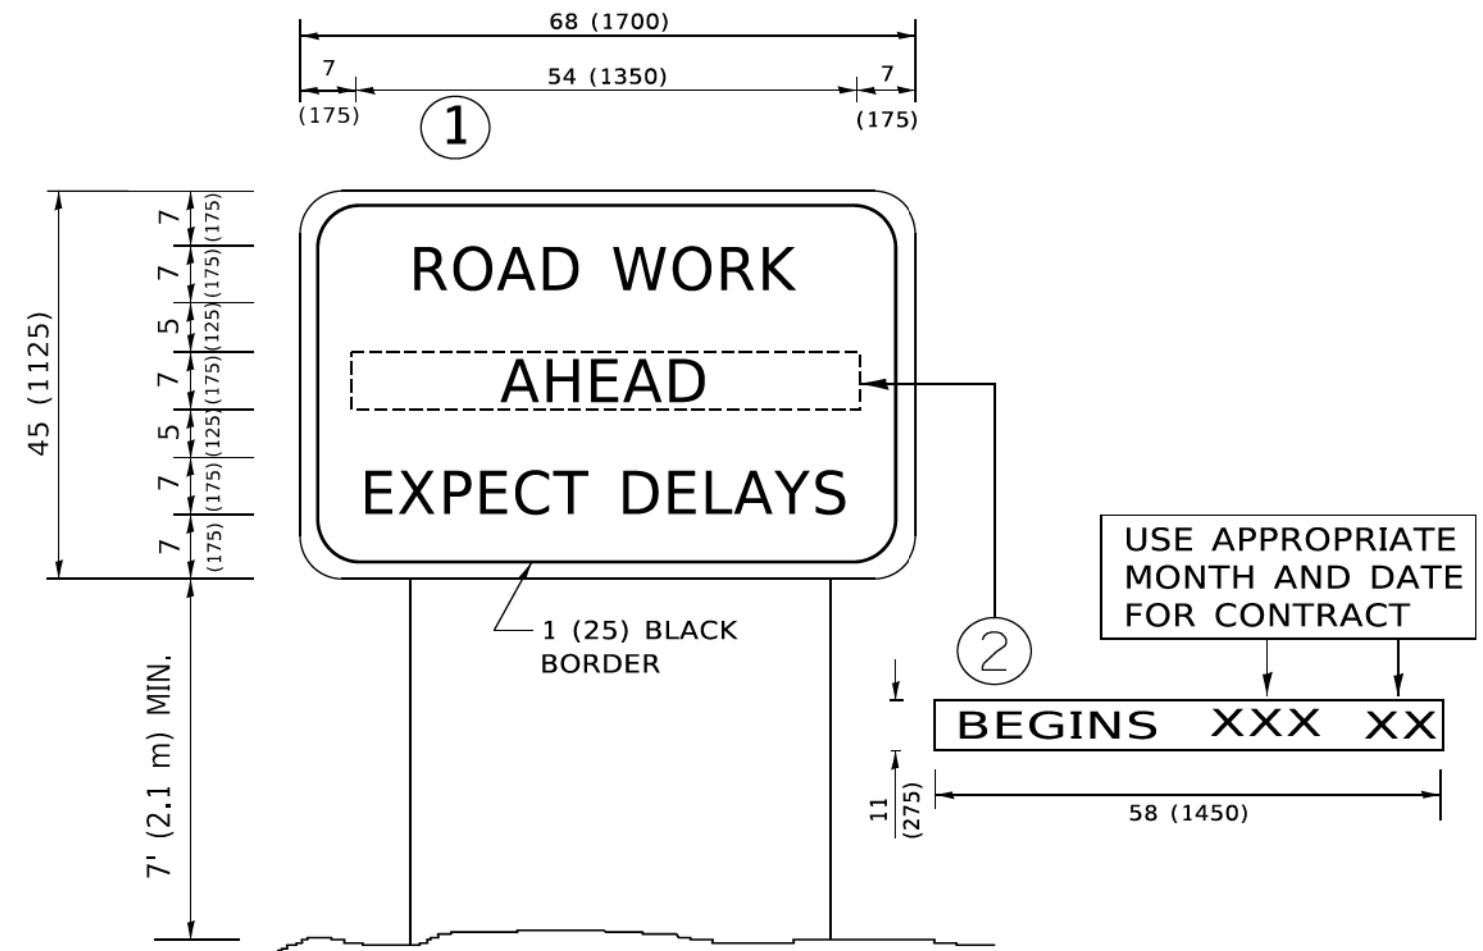 68 (1700)
7
54 (1350)
7
(175)
(175)
1
7
(175)
7
(175)
5
(125)
7
(175)
5
(125)
7
(175)
7
(175)
45 (1125)
ROAD WORK
AHEAD
EXPECT DELAYS
1 (25) BLACK
BORDER
7' (2.1 m) MIN.
USE APPROPRIATE
MONTH AND DATE
FOR CONTRACT
2
BEGINS XXX XX
11
(275)
58 (1450)